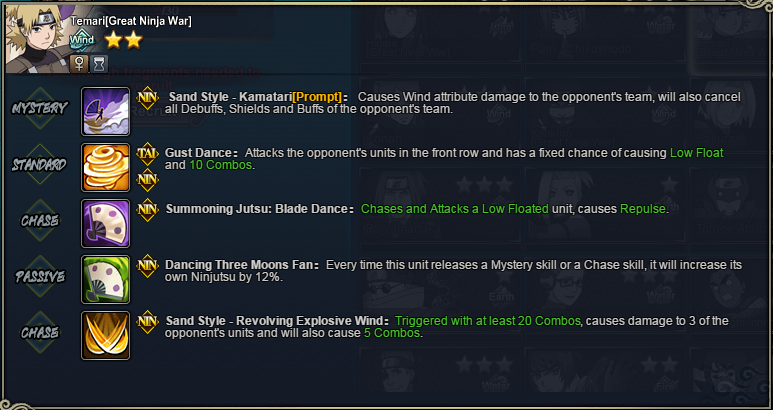 Temari[Great Ninja War]
Wind
MYSTERY
NIN
Sand Style - Kamatari[Prompt]： Causes Wind attribute damage to the opponent's team, will also cancel
all Debuffs, Shields and Buffs of the opponent's team.
STANDARD
TAI
NIN
Gust Dance： Attacks the opponent's units in the front row and has a fixed chance of causing Low Float
and 10 Combos.
CHASE
NIN
Summoning Jutsu: Blade Dance： Chases and Attacks a Low Floated unit, causes Repulse.
PASSIVE
NIN
Dancing Three Moons Fan： Every time this unit releases a Mystery skill or a Chase skill, it will increase its
own Ninjutsu by 12%.
CHASE
NIN
Sand Style - Revolving Explosive Wind： Triggered with at least 20 Combos, causes damage to 3 of the
opponent's units and will also cause 5 Combos.